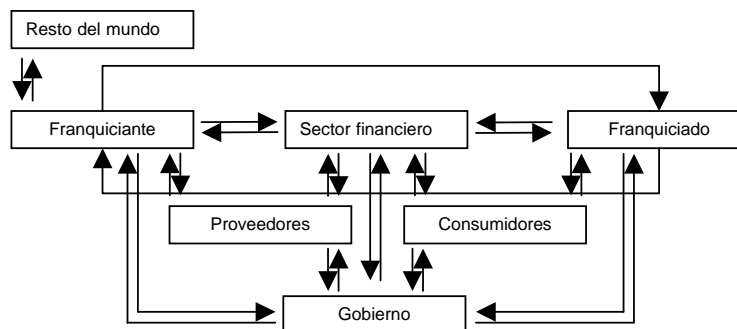 Resto del mundo
Franquiciante
Sector financiero
Franquiciado
Proveedores
Consumidores
Gobierno